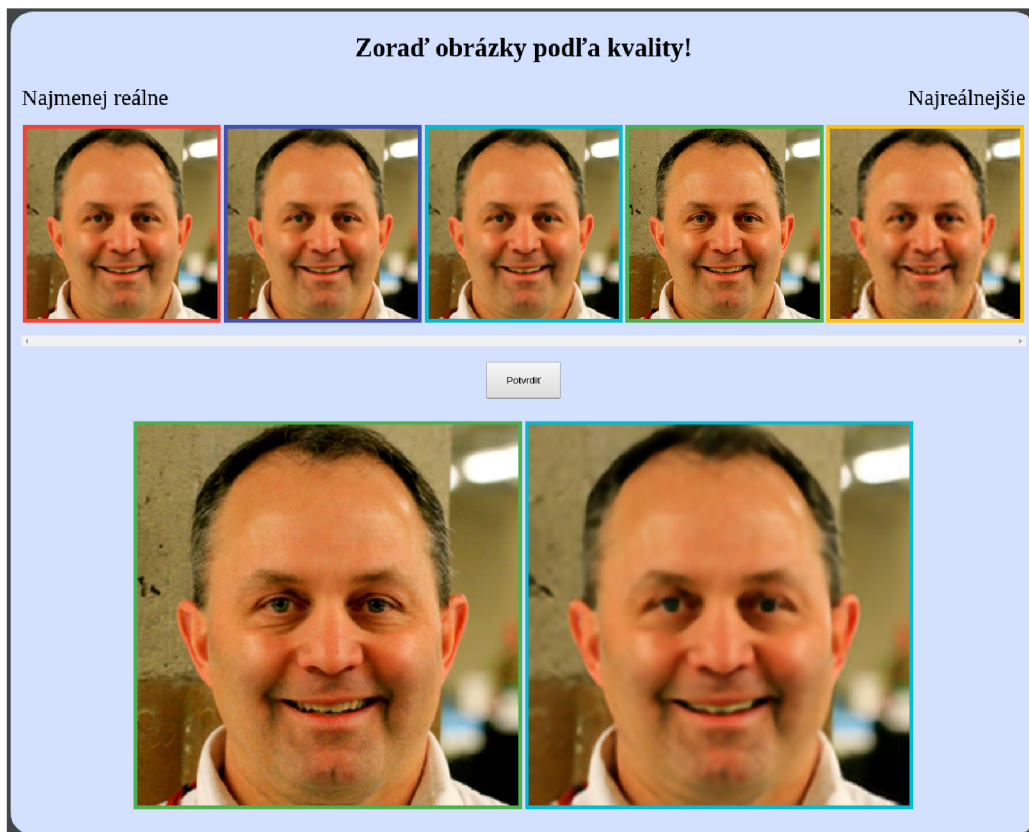 Zoraď obrázky podľa kvality!
Najmenej reálne
Najreálnejšie
Potvrdiť